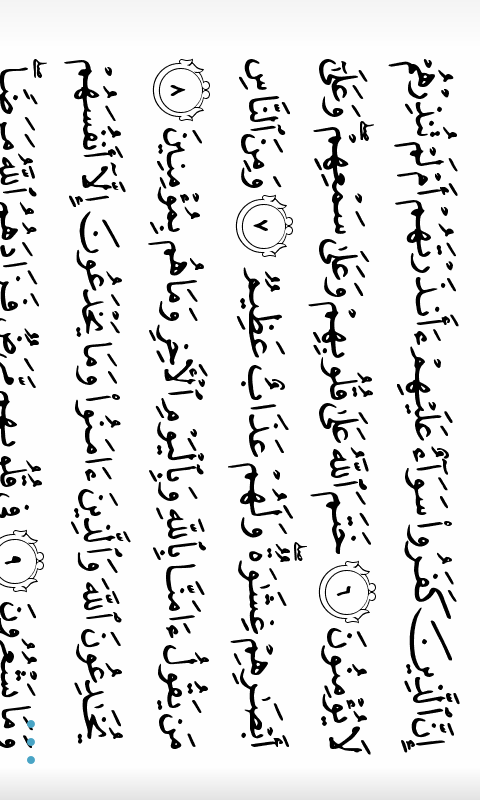 إِنَّ ٱلَّذِينَ كَفَرُوا۟ سَوَآءٌ عَلَيْهِمْ ءَأَنذَرْتَهُمْ أَمْ لَمْ تُنذِرْهُمْ
لَا يُؤْمِنُونَ ٦ خَتَمَ ٱللَّهُ عَلَىٰ قُلُوبِهِمْ وَعَلَىٰ سَمْعِهِمْ ۖ وَعَلَىٰٓ
أَبْصَـٰرِهِمْ غِشَـٰوَةٌ ۖ وَلَهُمْ عَذَابٌ عَظِيمٌ ٧ وَمِنَ ٱلنَّاسِ
مَن يَقُولُ ءَامَنَّا بِٱللَّهِ وَبِٱلْيَوْمِ ٱلْـَٔاخِرِ وَمَا هُم بِمُؤْمِنِينَ ٨
يُخَـٰدِعُونَ ٱللَّهَ وَٱلَّذِينَ ءَامَنُوا۟ وَمَا يَخْدَعُونَ إِلَّآ أَنفُسَهُمْ
وَمَا يَشْعُرُونَ ٩ فِى قُلُوبِهِم مَّرَضٌ فَزَادَهُمُ ٱللَّهُ مَرَضًا ۖ